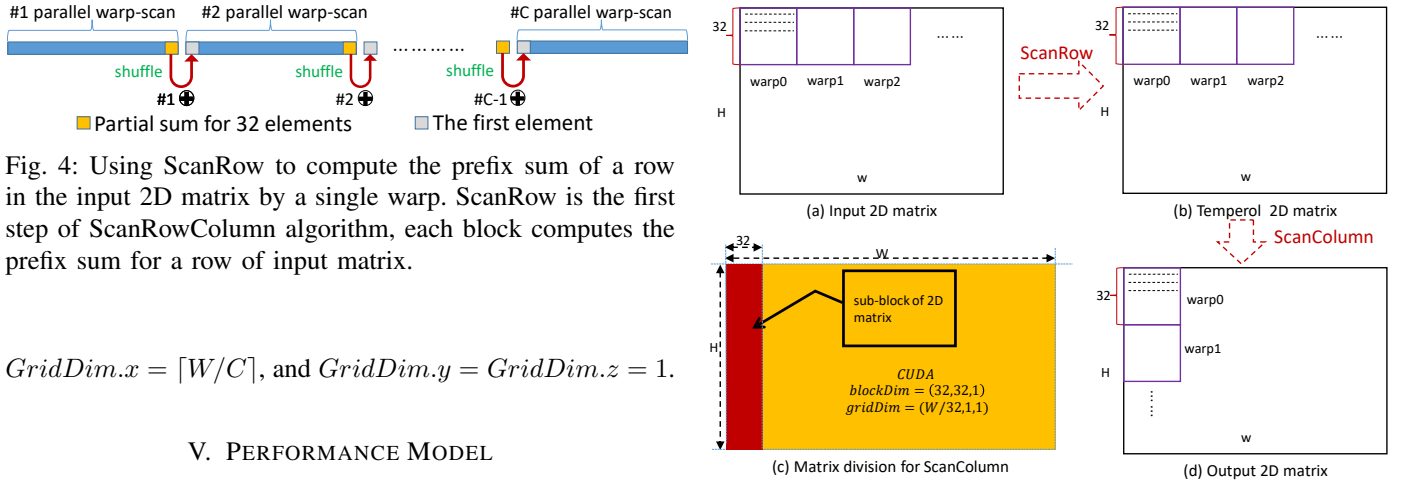 #1 parallel warp-scan #2 parallel warp-scan #C parallel warp-scan
…………
shuffle shuffle shuffle
#1 #2 #C-1
Partial sum for 32 elements The first element
Fig. 4: Using ScanRow to compute the prefix sum of a row
in the input 2D matrix by a single warp. ScanRow is the first
step of ScanRowColumn algorithm, each block computes the
prefix sum for a row of input matrix.
GridDim.x = ⌈W/C⌉, and GridDim.y = GridDim.z = 1.
V. PERFORMANCE MODEL
32
……
warp0 warp1 warp2
H
W
(a) Input 2D matrix
ScanRow
32
……
warp0 warp1 warp2
H
W
(b) Temperol 2D matrix
ScanColumn
32
W
H
sub-block of 2D
matrix
CUDA
blockDim = (32,32,1)
gridDim = (W/32,1,1)
(c) Matrix division for ScanColumn
32
warp0
warp1
H
……
W
(d) Output 2D matrix